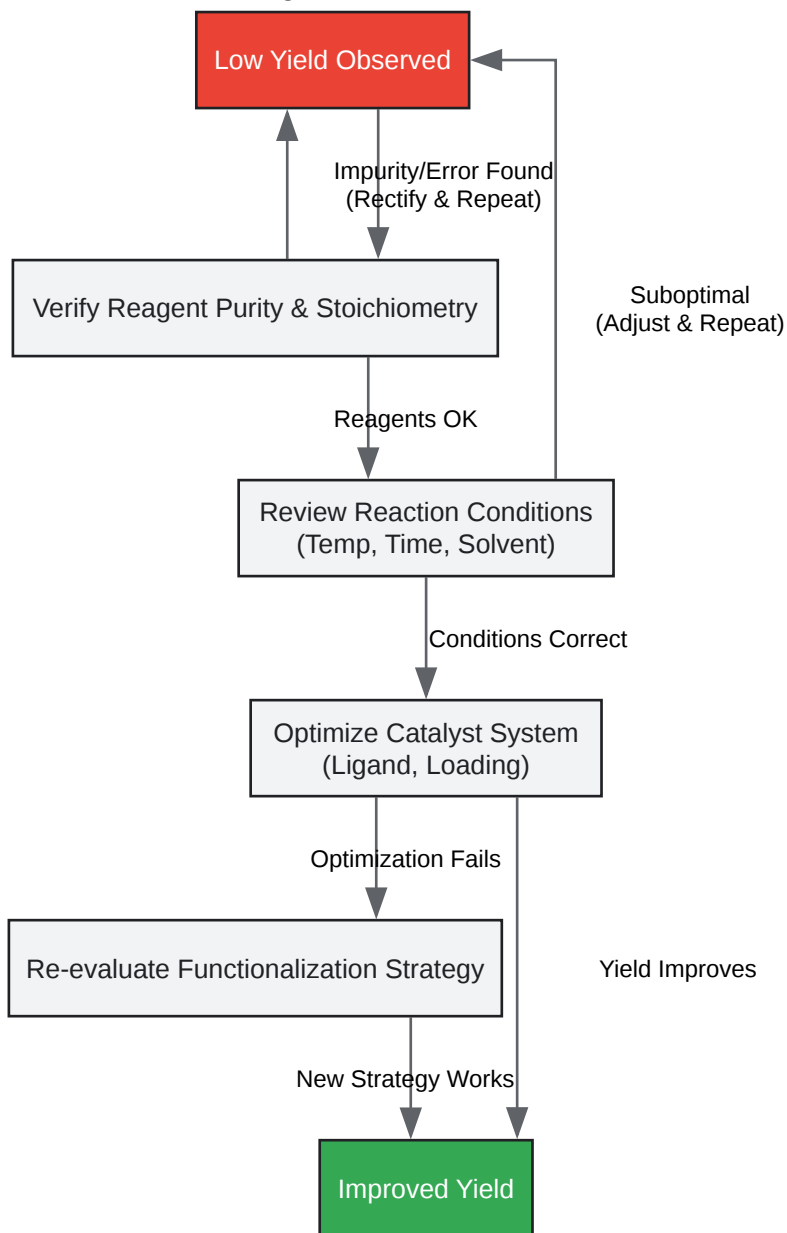 Low Yield Observed
Impurity/Error Found
(Rectify & Repeat)
Verify Reagent Purity & Stoichiometry
Suboptimal
(Adjust & Repeat)
Reagents OK
Review Reaction Conditions
(Temp, Time, Solvent)
Conditions Correct
Optimize Catalyst System
(Ligand, Loading)
Optimization Fails
Re-evaluate Functionalization Strategy
Yield Improves
New Strategy Works
Improved Yield